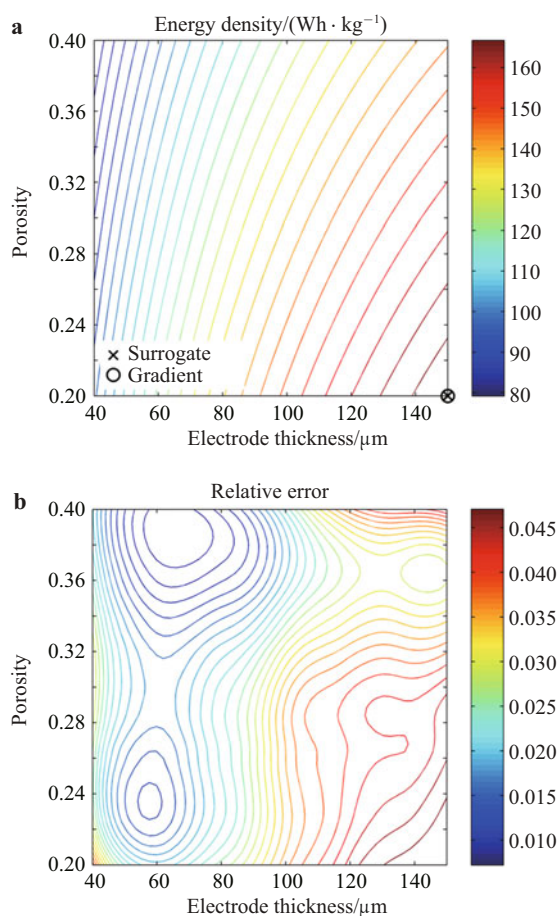 a
Energy density/(Wh · kg⁻¹)
0.40
0.36
0.32
0.28
0.24
0.20
Porosity
× Surrogate
○ Gradient
40 60 80 100 120 140
Electrode thickness/μm
160
150
140
130
120
110
100
90
80
b
Relative error
0.40
0.36
0.32
0.28
0.24
0.20
Porosity
40 60 80 100 120 140
Electrode thickness/μm
0.045
0.040
0.035
0.030
0.025
0.020
0.015
0.010